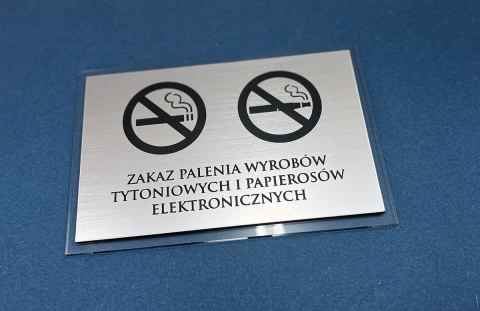 ZAKAZ PALENIA WYROBÓW
TYTONIOWYCH I PAPIEROSÓW
ELEKTRONICZNYCH